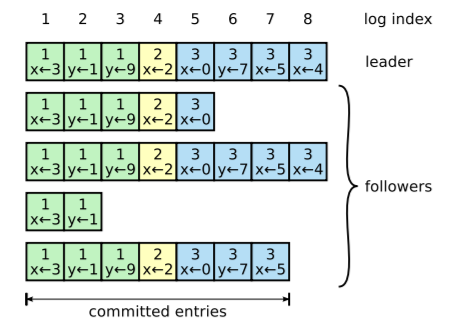 1 2 3 4 5 6 7 8 log index
1 1 1 2 3 3 3 3
x←3 y←1 y←9 x←2 x←0 y←7 x←5 x←4 leader
1 1 1 2 3
x←3 y←1 y←9 x←2 x←0
1 1 1 2 3 3 3 3
x←3 y←1 y←9 x←2 x←0 y←7 x←5 x←4
followers
1 1
x←3 y←1
1 1 1 2 3 3 3
x←3 y←1 y←9 x←2 x←0 y←7 x←5
committed entries